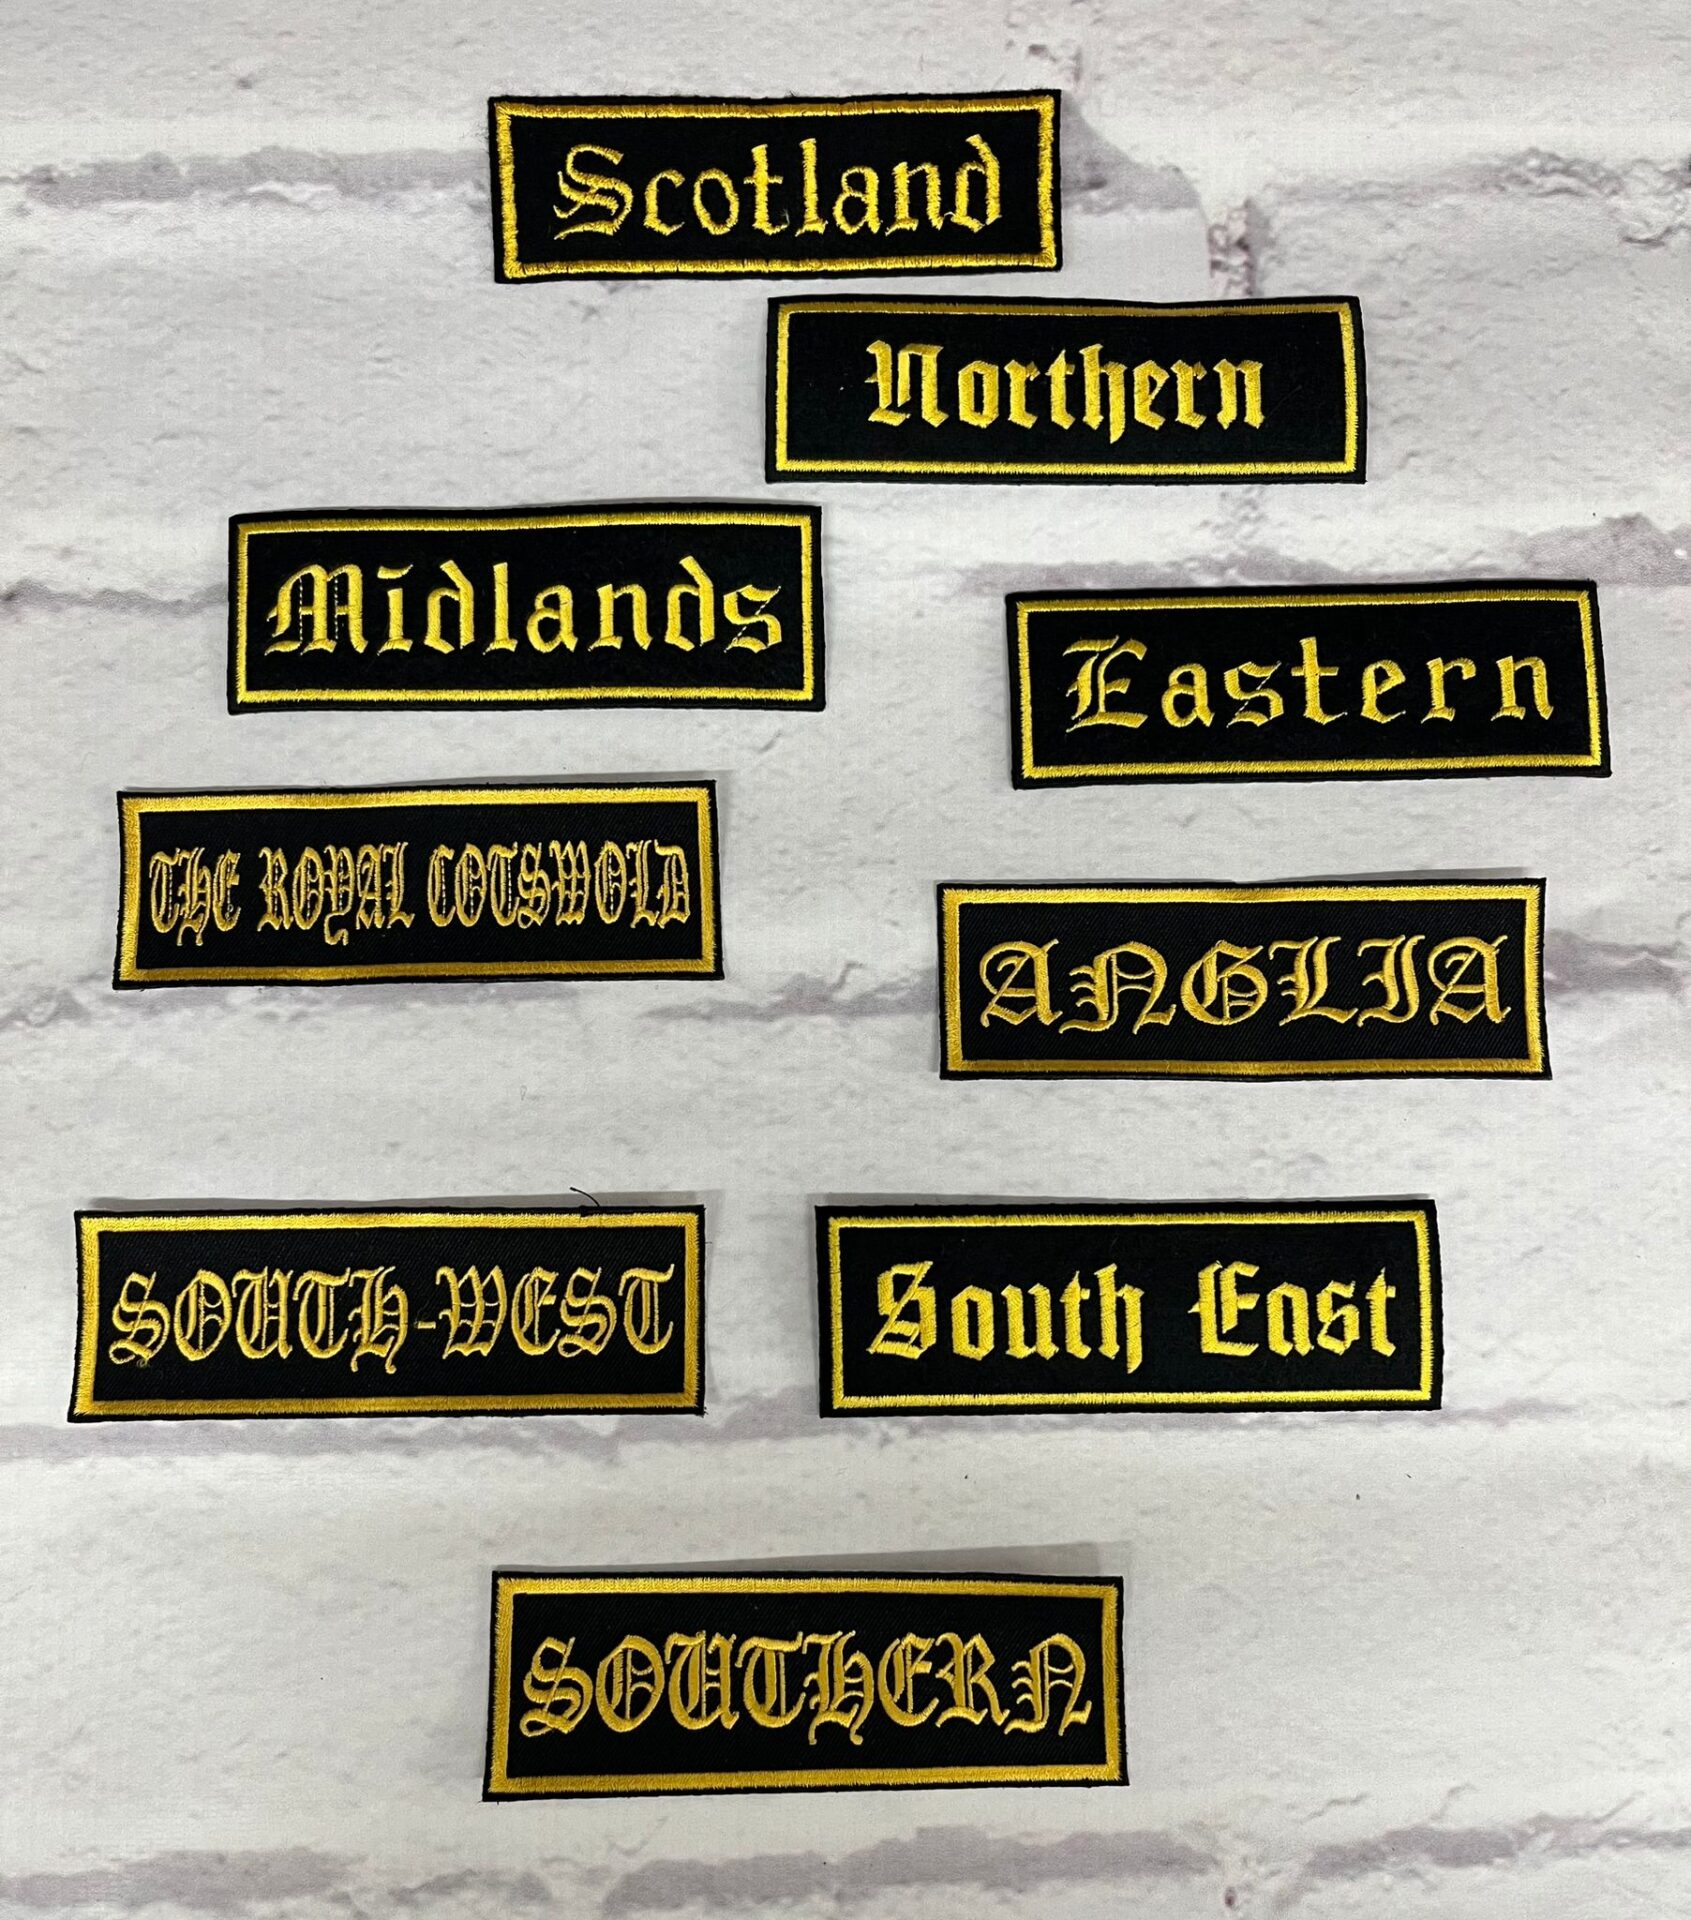 Scotland
Northern
Midlands
Eastern
THE ROYAL COTSWOLD
ANGLIA
SOUTH-WEST
South East
SOUTHERN